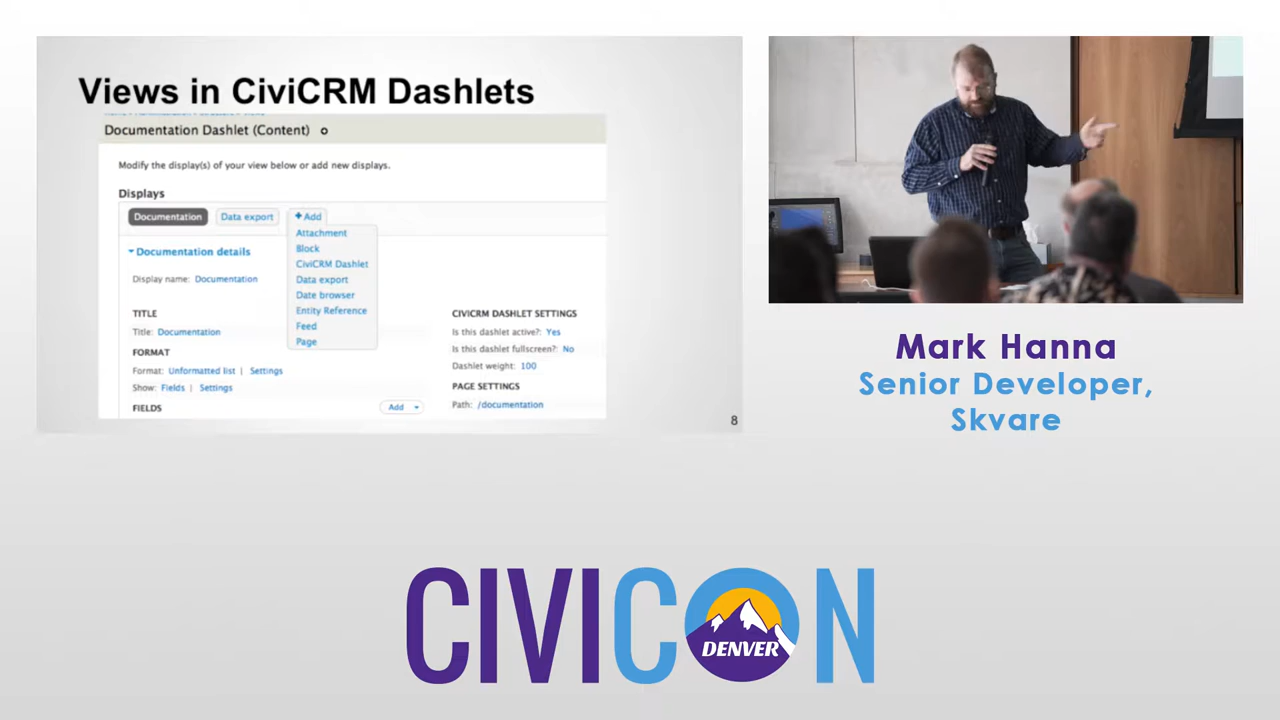 Views in CiviCRM Dashlets
Documentation Dashlet (Content)
Modify the display(s) of your view below or add new displays.
Displays
Documentation
Data export
+ Add
Attachment
Block
CiviCRM Dashlet
Data export
Date browser
Entity Reference
Feed
Page
Documentation details
Display name: Documentation
TITLE
Title: Documentation
FORMAT
Format: Unformatted list | Settings
Show: Fields | Settings
FIELDS
Add
CIVICRM DASHLET SETTINGS
Is this dashlet active?: Yes
Is this dashlet fullscreen?: No
Dashlet weight: 100
PAGE SETTINGS
Path: /documentation
8
Mark Hanna
Senior Developer,
Skvare
CIVICON
DENVER